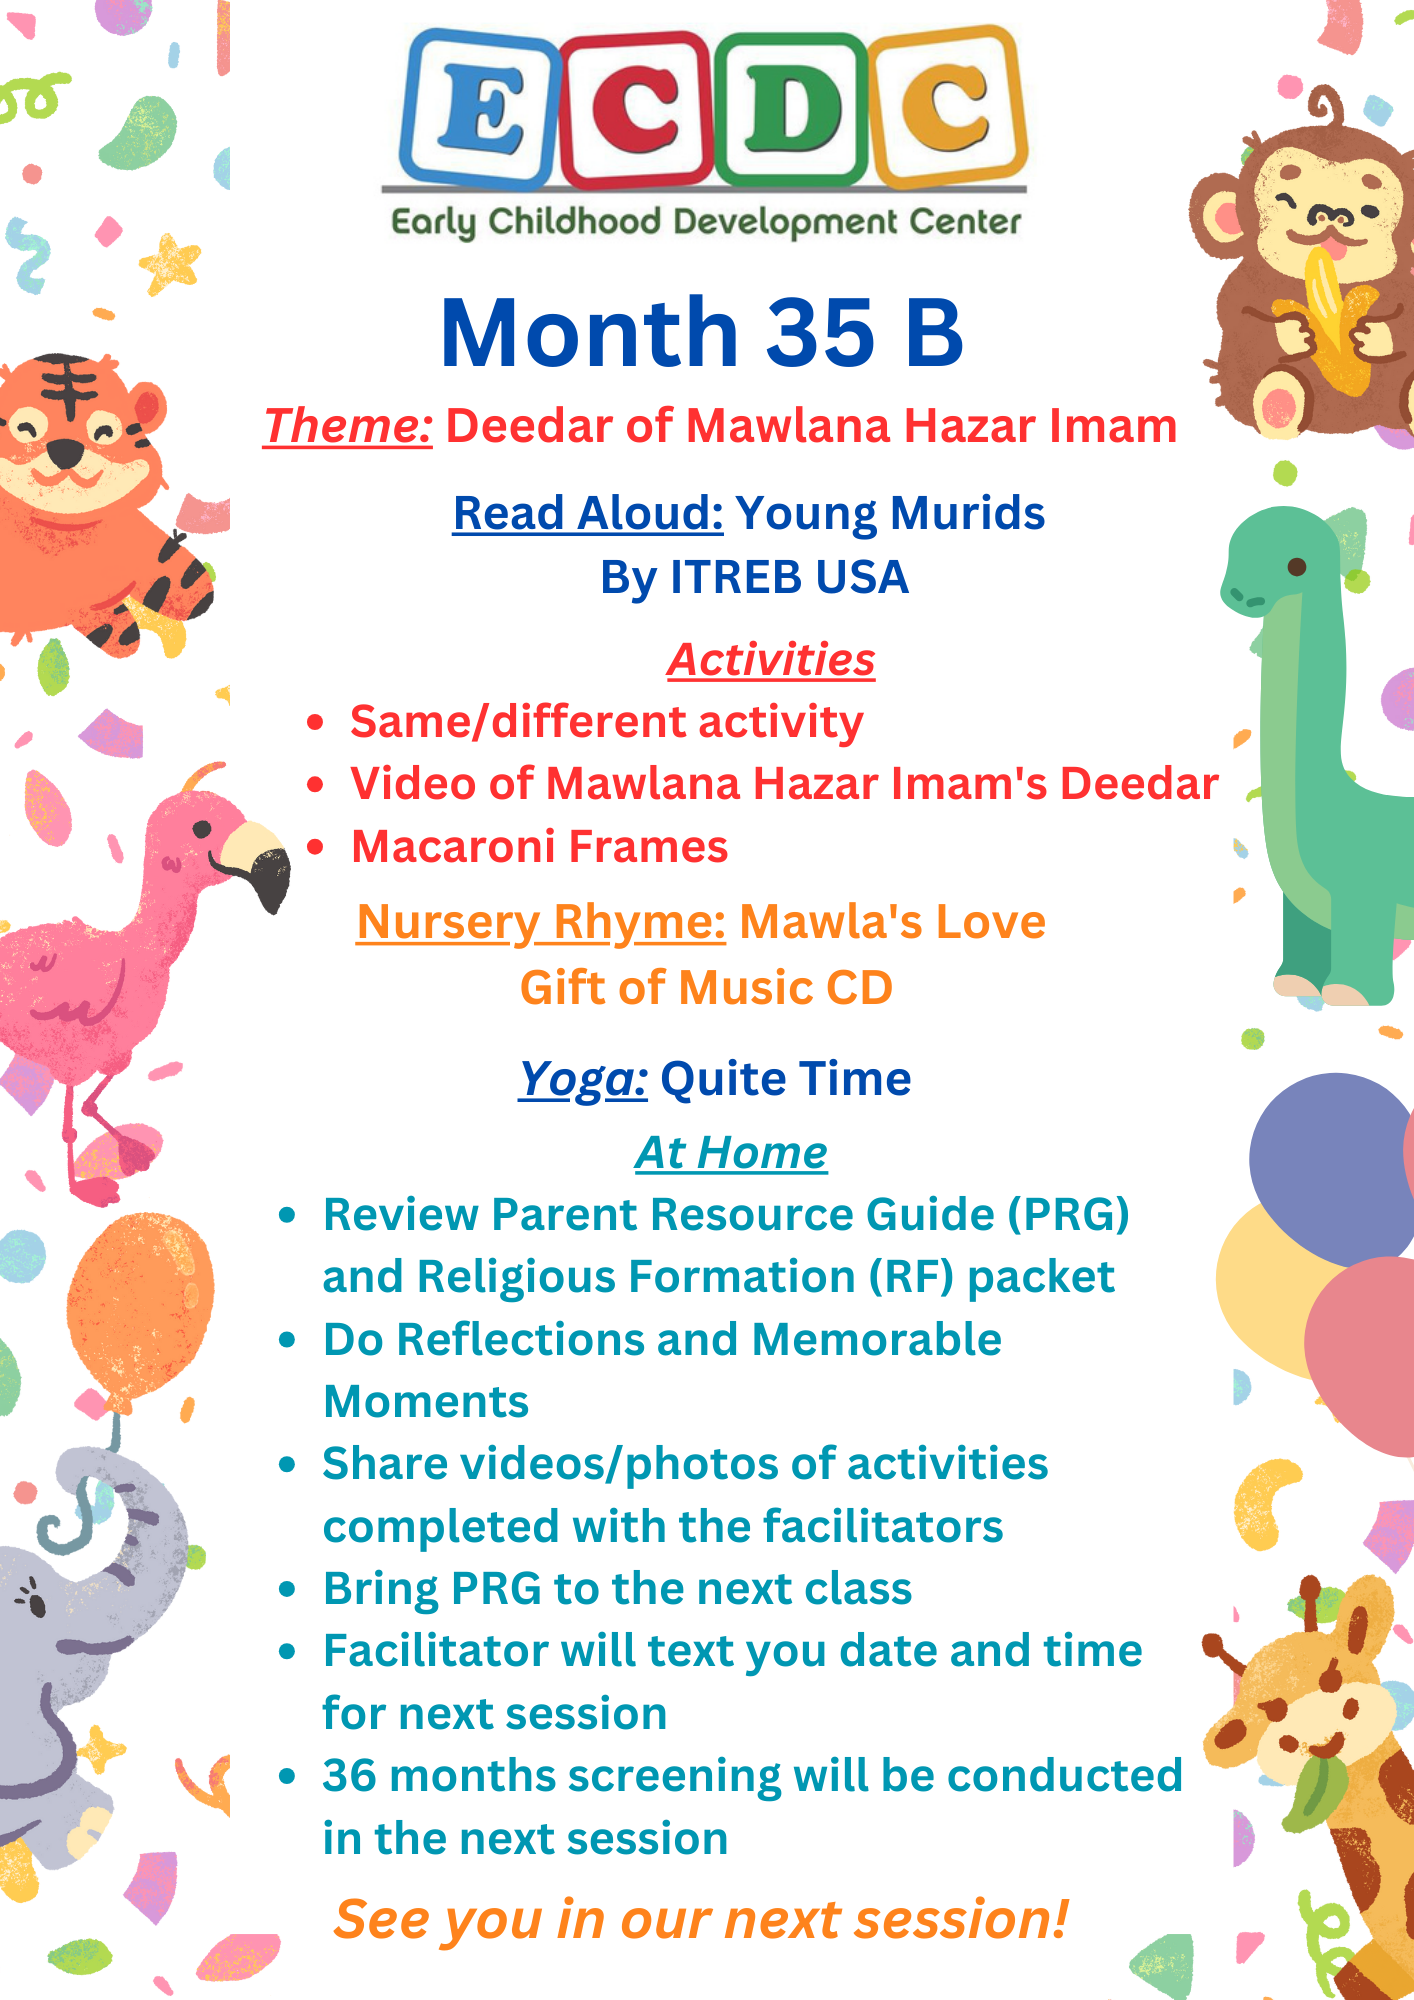 E C D C
Early Childhood Development Center
Month 35 B
Theme: Deedar of Mawlana Hazar Imam
Read Aloud: Young Murids
By ITREB USA
Activities
• Same/different activity
• Video of Mawlana Hazar Imam's Deedar
• Macaroni Frames
Nursery Rhyme: Mawla's Love
Gift of Music CD
Yoga: Quite Time
At Home
• Review Parent Resource Guide (PRG)
and Religious Formation (RF) packet
• Do Reflections and Memorable
Moments
• Share videos/photos of activities
completed with the facilitators
• Bring PRG to the next class
• Facilitator will text you date and time
for next session
• 36 months screening will be conducted
in the next session
See you in our next session!